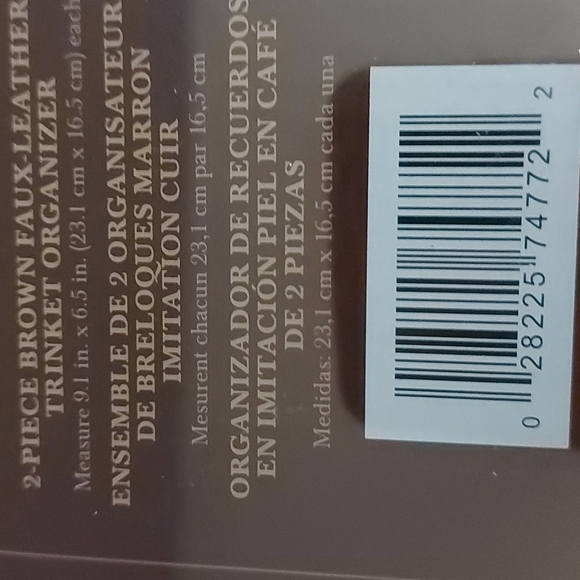 2-PIECE BROWN FAUX-LEATHER
TRINKET ORGANIZER
Measure 9.1 in. x 6.5 in. (23.1 cm x 16.5 cm) each
ENSEMBLE DE 2 ORGANISATEUR
DE BRELOQUES MARRON
IMITATION CUIR
Mesurent chacun 23,1 cm par 16,5 cm
ORGANIZADOR DE RECUERDOS
EN IMITACIÓN PIEL EN CAFÉ
DE 2 PIEZAS
Medidas: 23,1 cm x 16,5 cm cada una
0 28225 74772 2